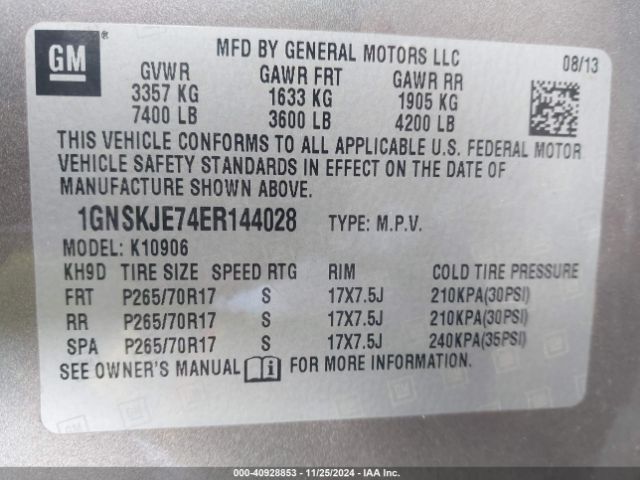 GM ®
MFD BY GENERAL MOTORS LLC
08/13
GVWR GAWR FRT GAWR RR
3357 KG 1633 KG 1905 KG
7400 LB 3600 LB 4200 LB
THIS VEHICLE CONFORMS TO ALL APPLICABLE U.S. FEDERAL MOTOR
VEHICLE SAFETY STANDARDS IN EFFECT ON THE DATE OF
MANUFACTURE SHOWN ABOVE.
1GNSKJE74ER144028 TYPE: M.P.V.
MODEL: K10906
KH9D TIRE SIZE SPEED RTG RIM COLD TIRE PRESSURE
FRT P265/70R17 S 17X7.5J 210KPA(30PSI)
RR P265/70R17 S 17X7.5J 210KPA(30PSI)
SPA P265/70R17 S 17X7.5J 240KPA(35PSI)
SEE OWNER'S MANUAL i FOR MORE INFORMATION.
000-40928853 - 11/25/2024 - IAA Inc.